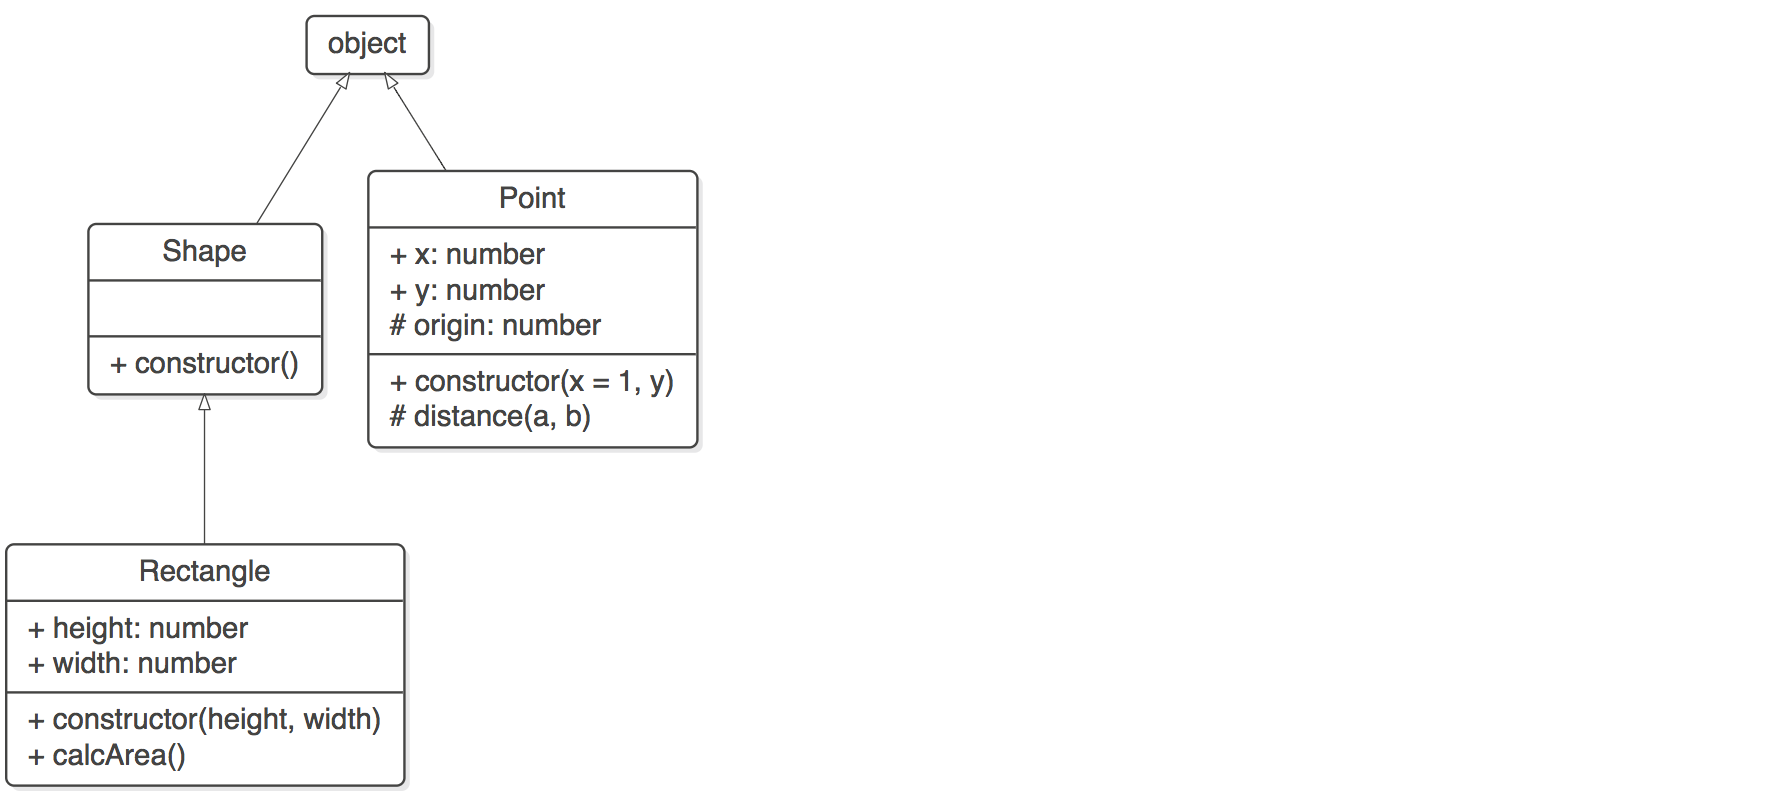 object
Point
+ x: number
+ y: number
# origin: number
+ constructor(x = 1, y)
# distance(a, b)
Shape
+ constructor()
Rectangle
+ height: number
+ width: number
+ constructor(height, width)
+ calcArea()